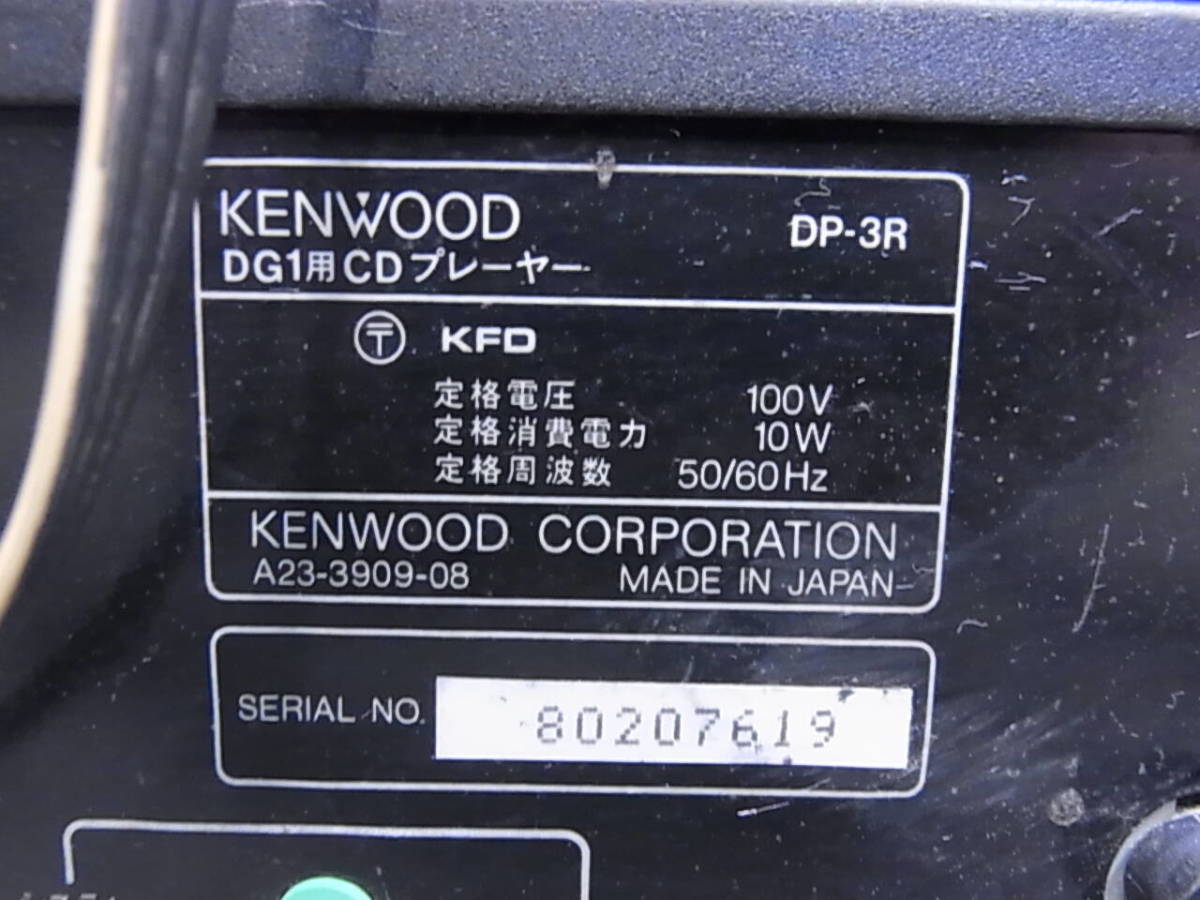 KENWOOD DP-3R
DG1用CDプレーヤー
〒 KFD
定格電圧 100V
定格消費電力 10W
定格周波数 50/60Hz
KENWOOD CORPORATION
A23-3909-08 MADE IN JAPAN
SERIAL NO. 80207619